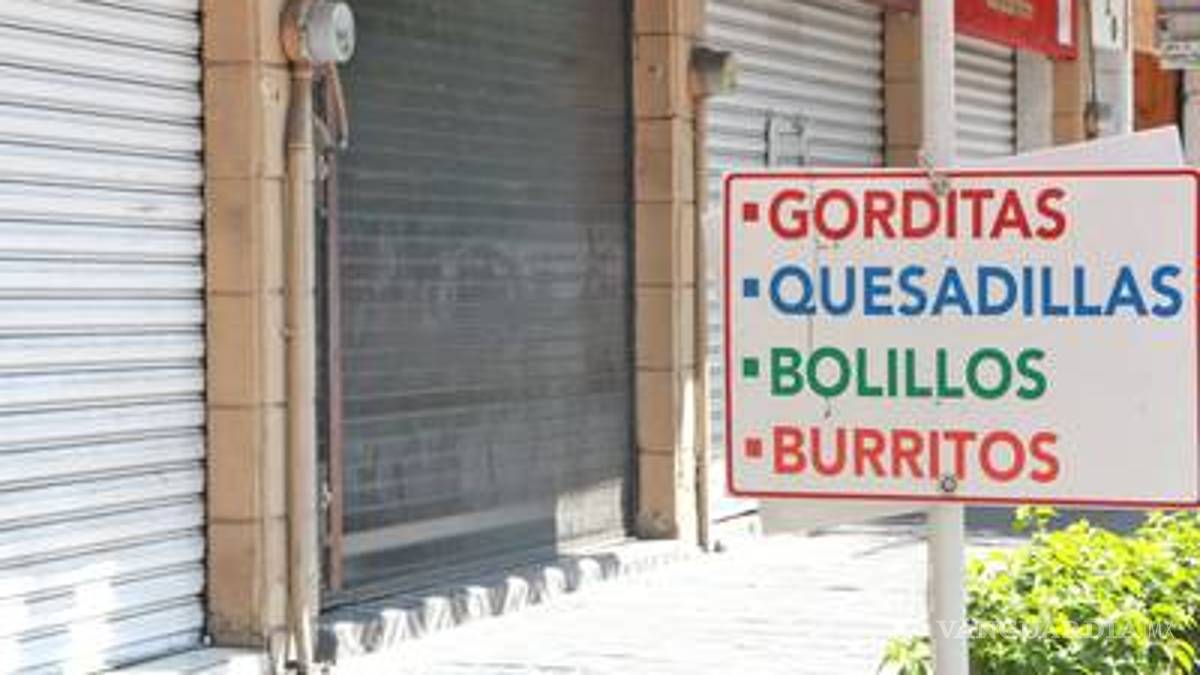 ▪GORDITAS
▪QUESADILLAS
▪BOLILLOS
▪BURRITOS
VANGUARDIA MX